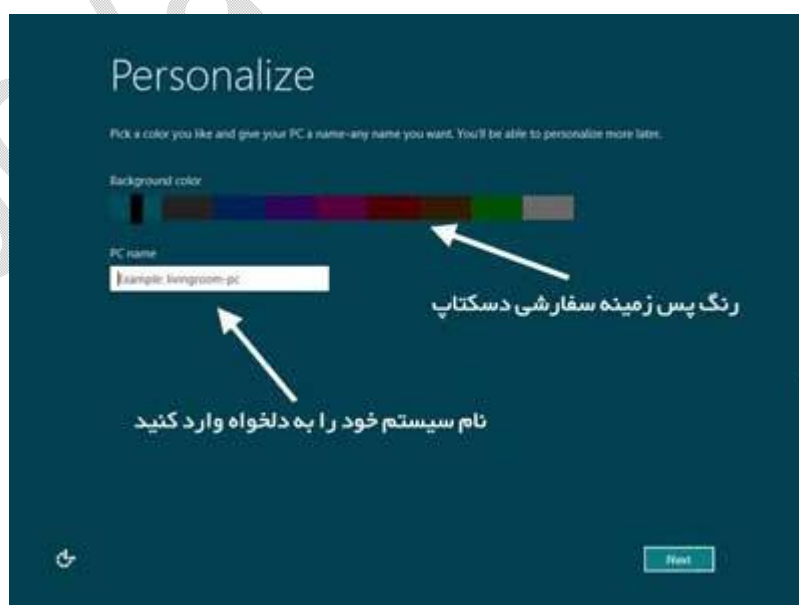 Personalize
Pick a color you like and give your PC a name-any name you want. You'll be able to personalize more later.
Background color
PC name
Example: livingroom-pc
رنگ پس زمینه سفارشی دسکتاپ
نام سیستم خود را به دلخواه وارد کنید
Next